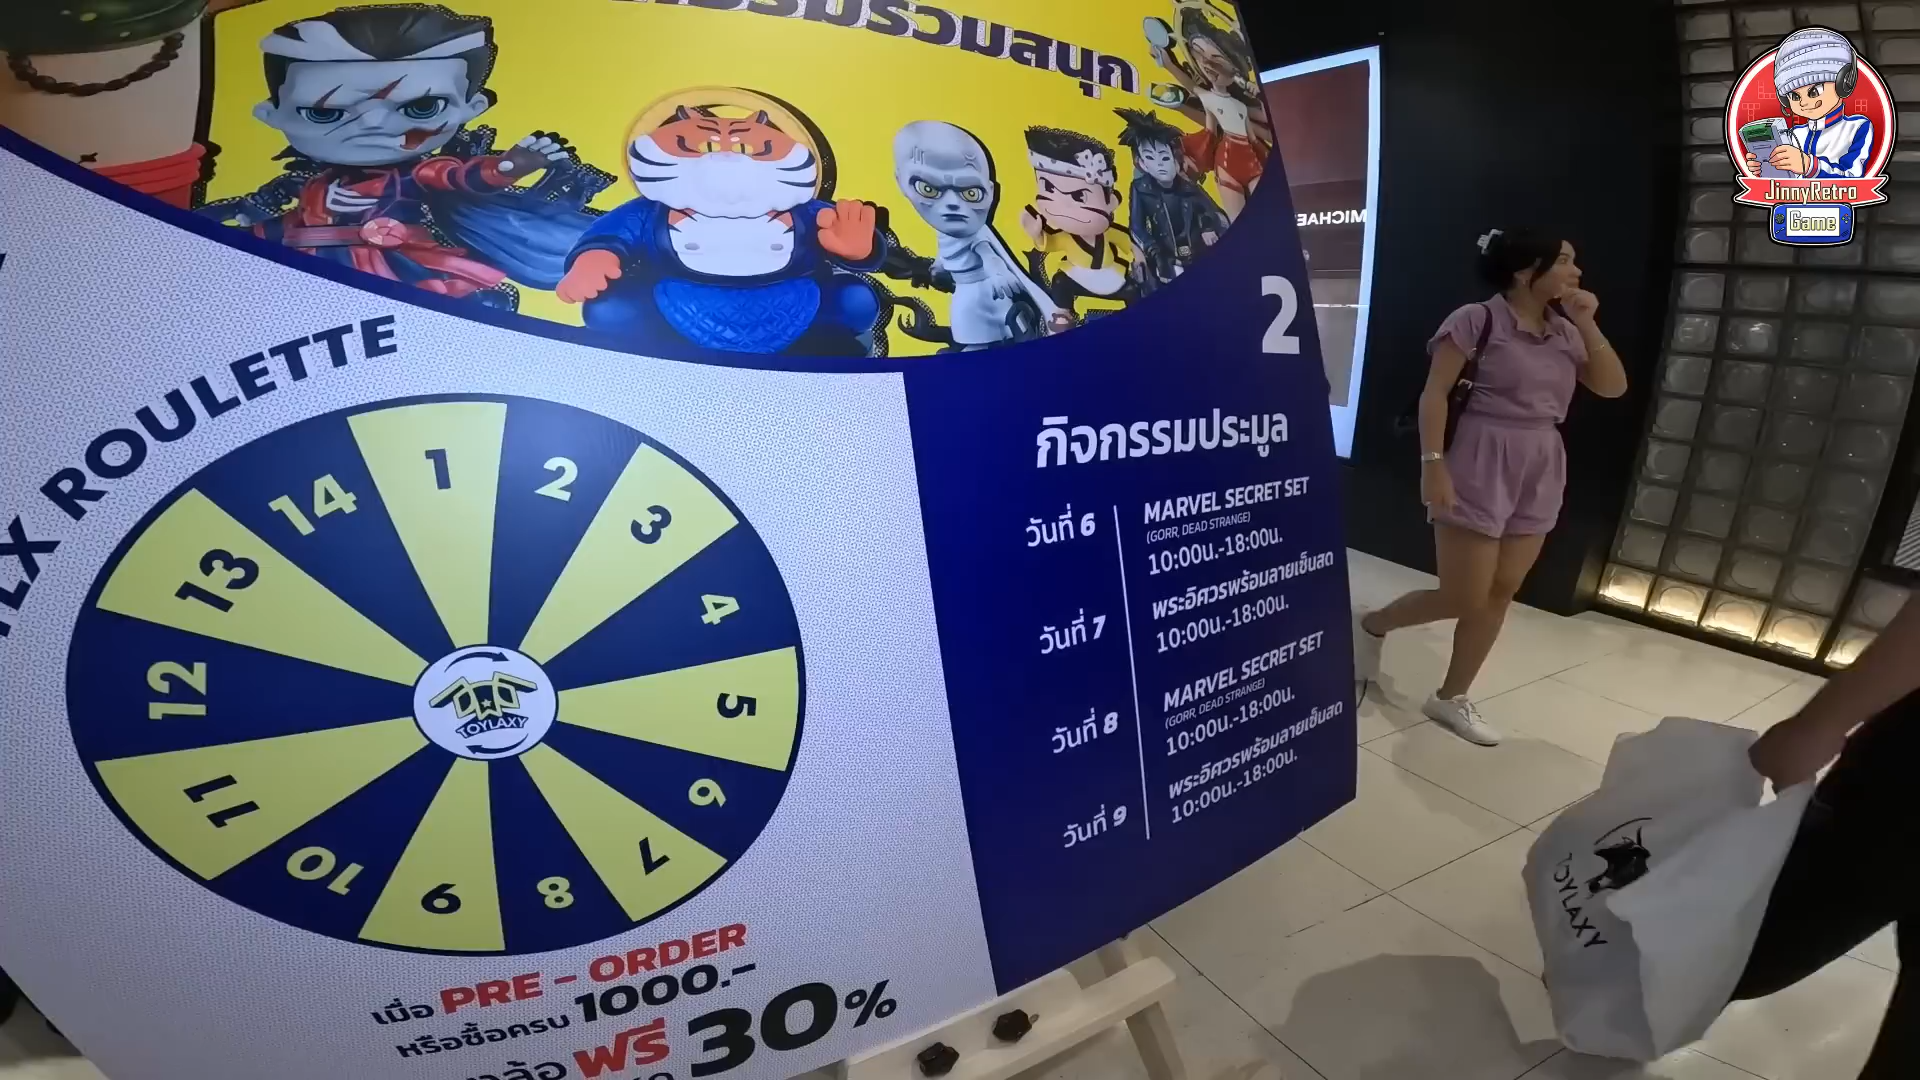 กรรมร่วมสนุก
JinnyRetro
Game
MICHAE
TLX ROULETTE
1
2
3
4
5
6
7
8
9
10
11
12
13
14
TOYLAXY
เมื่อ PRE - ORDER
หรือซื้อครบ 1000.-
ฟรี 30%
2
กิจกรรมประมูล
วันที่ 6
MARVEL SECRET SET
(GORR, DEAD STRANGE)
10:00น.-18:00น.
วันที่ 7
พระอิศวรพร้อมลายเซ็นสด
10:00น.-18:00น.
วันที่ 8
MARVEL SECRET SET
(GORR, DEAD STRANGE)
10:00น.-18:00น.
วันที่ 9
พระอิศวรพร้อมลายเซ็นสด
10:00น.-18:00น.
TOYLAXY